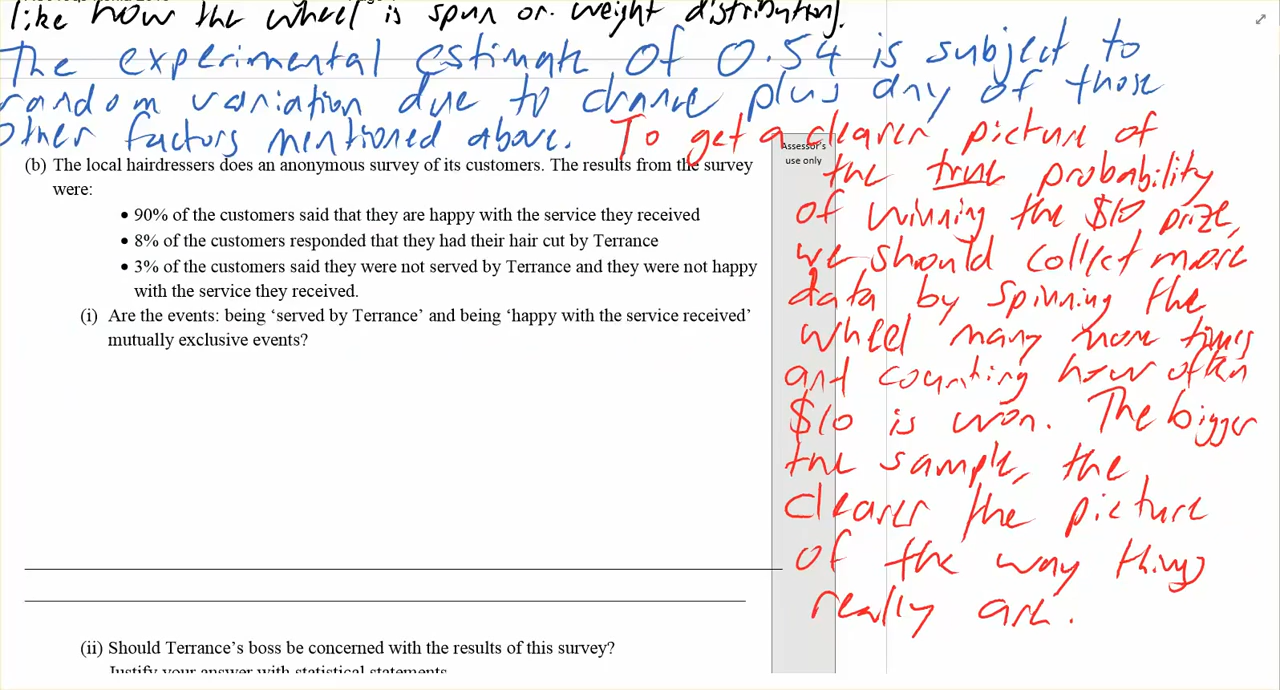 like how the wheel is spun or weight distribution).
The experimental estimate of 0.54 is subject to
random variation due to chance plus any of those
other factors mentioned above. To get a clearer picture of
the true probability
of winning the $10 prize,
we should collect more
data by spinning the
wheel many more times
and counting how often
$10 is won. The bigger
the sample, the
clearer the picture
of the way things
really are.
Assessor's
use only
(b) The local hairdressers does an anonymous survey of its customers. The results from the survey
were:
• 90% of the customers said that they are happy with the service they received
• 8% of the customers responded that they had their hair cut by Terrance
• 3% of the customers said they were not served by Terrance and they were not happy
with the service they received.
(i) Are the events: being ‘served by Terrance’ and being ‘happy with the service received’
mutually exclusive events?
(ii) Should Terrance’s boss be concerned with the results of this survey?
Justify your answer with statistical statements